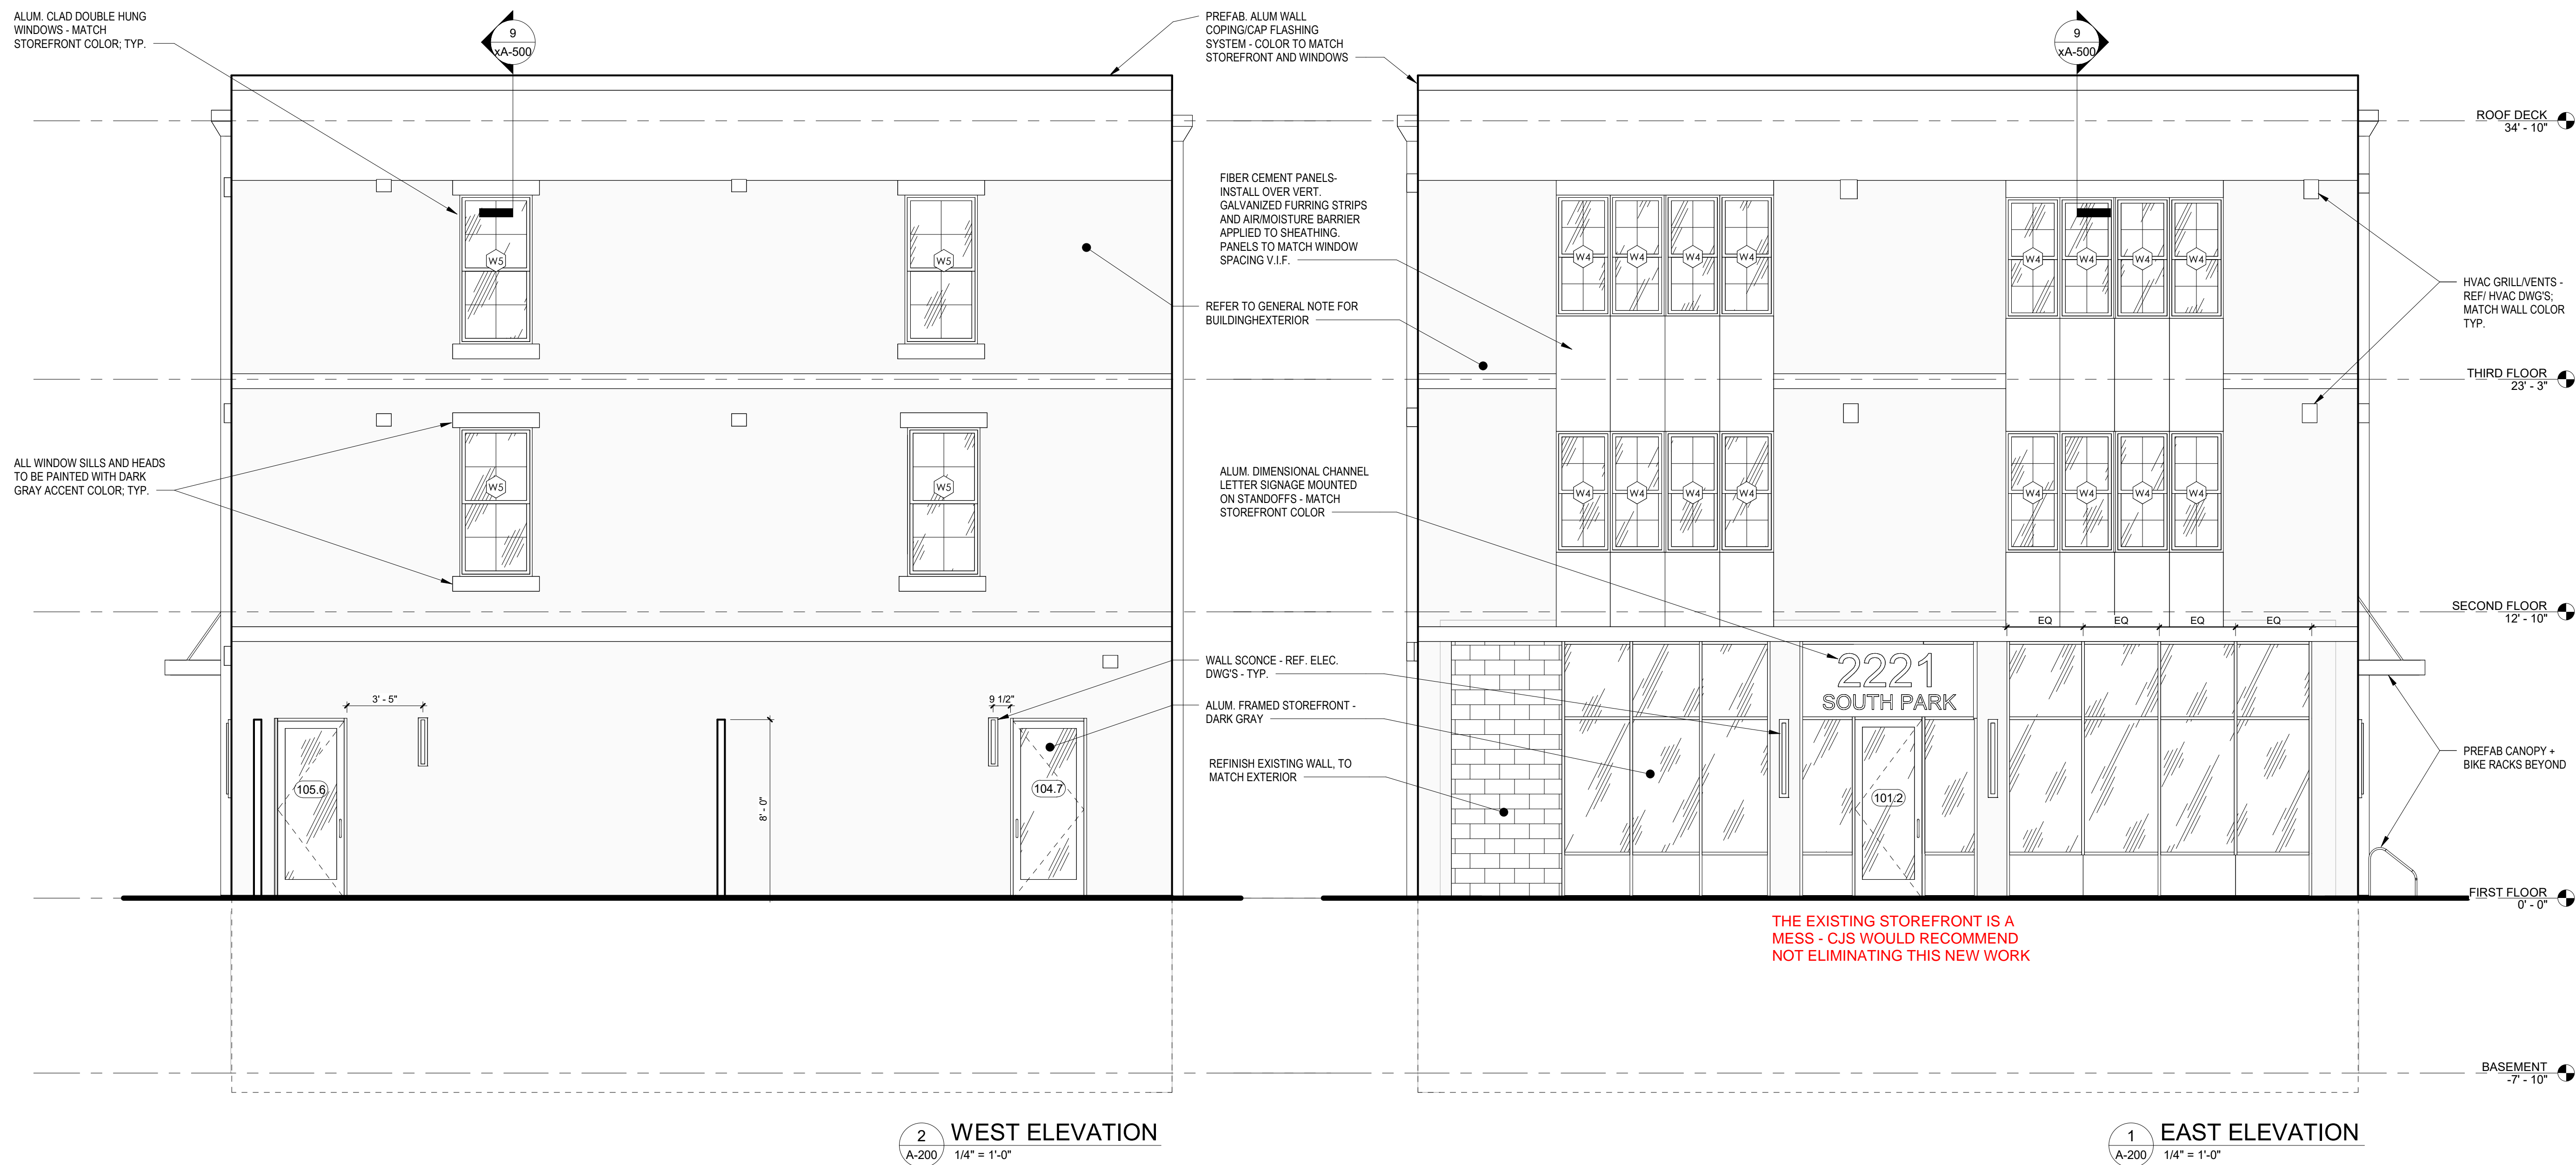 ALUM. CLAD DOUBLE HUNG
WINDOWS - MATCH
STOREFRONT COLOR; TYP.
9
xA-500
PREFAB. ALUM WALL
COPING/CAP FLASHING
SYSTEM - COLOR TO MATCH
STOREFRONT AND WINDOWS
9
xA-500
ROOF DECK
34' - 10"
FIBER CEMENT PANELS-
INSTALL OVER VERT.
GALVANIZED FURRING STRIPS
AND AIR/MOISTURE BARRIER
APPLIED TO SHEATHING.
PANELS TO MATCH WINDOW
SPACING V.I.F.
W5
W5
W4
W4
W4
W4
W4
W4
W4
W4
REFER TO GENERAL NOTE FOR
BUILDINGHEXTERIOR
HVAC GRILL/VENTS -
REF/ HVAC DWG'S;
MATCH WALL COLOR
TYP.
THIRD FLOOR
23' - 3"
ALL WINDOW SILLS AND HEADS
TO BE PAINTED WITH DARK
GRAY ACCENT COLOR; TYP.
W5
W5
ALUM. DIMENSIONAL CHANNEL
LETTER SIGNAGE MOUNTED
ON STANDOFFS - MATCH
STOREFRONT COLOR
W4
W4
W4
W4
W4
W4
W4
W4
SECOND FLOOR
12' - 10"
EQ
EQ
EQ
EQ
WALL SCONCE - REF. ELEC.
DWG'S - TYP.
2221
SOUTH PARK
3' - 5"
9 1/2"
ALUM. FRAMED STOREFRONT -
DARK GRAY
REFINISH EXISTING WALL, TO
MATCH EXTERIOR
PREFAB CANOPY +
BIKE RACKS BEYOND
105.6
8' - 0"
104.7
101.2
FIRST FLOOR
0' - 0"
THE EXISTING STOREFRONT IS A
MESS - CJS WOULD RECOMMEND
NOT ELIMINATING THIS NEW WORK
BASEMENT
-7' - 10"
2
A-200
WEST ELEVATION
1/4" = 1'-0"
1
A-200
EAST ELEVATION
1/4" = 1'-0"